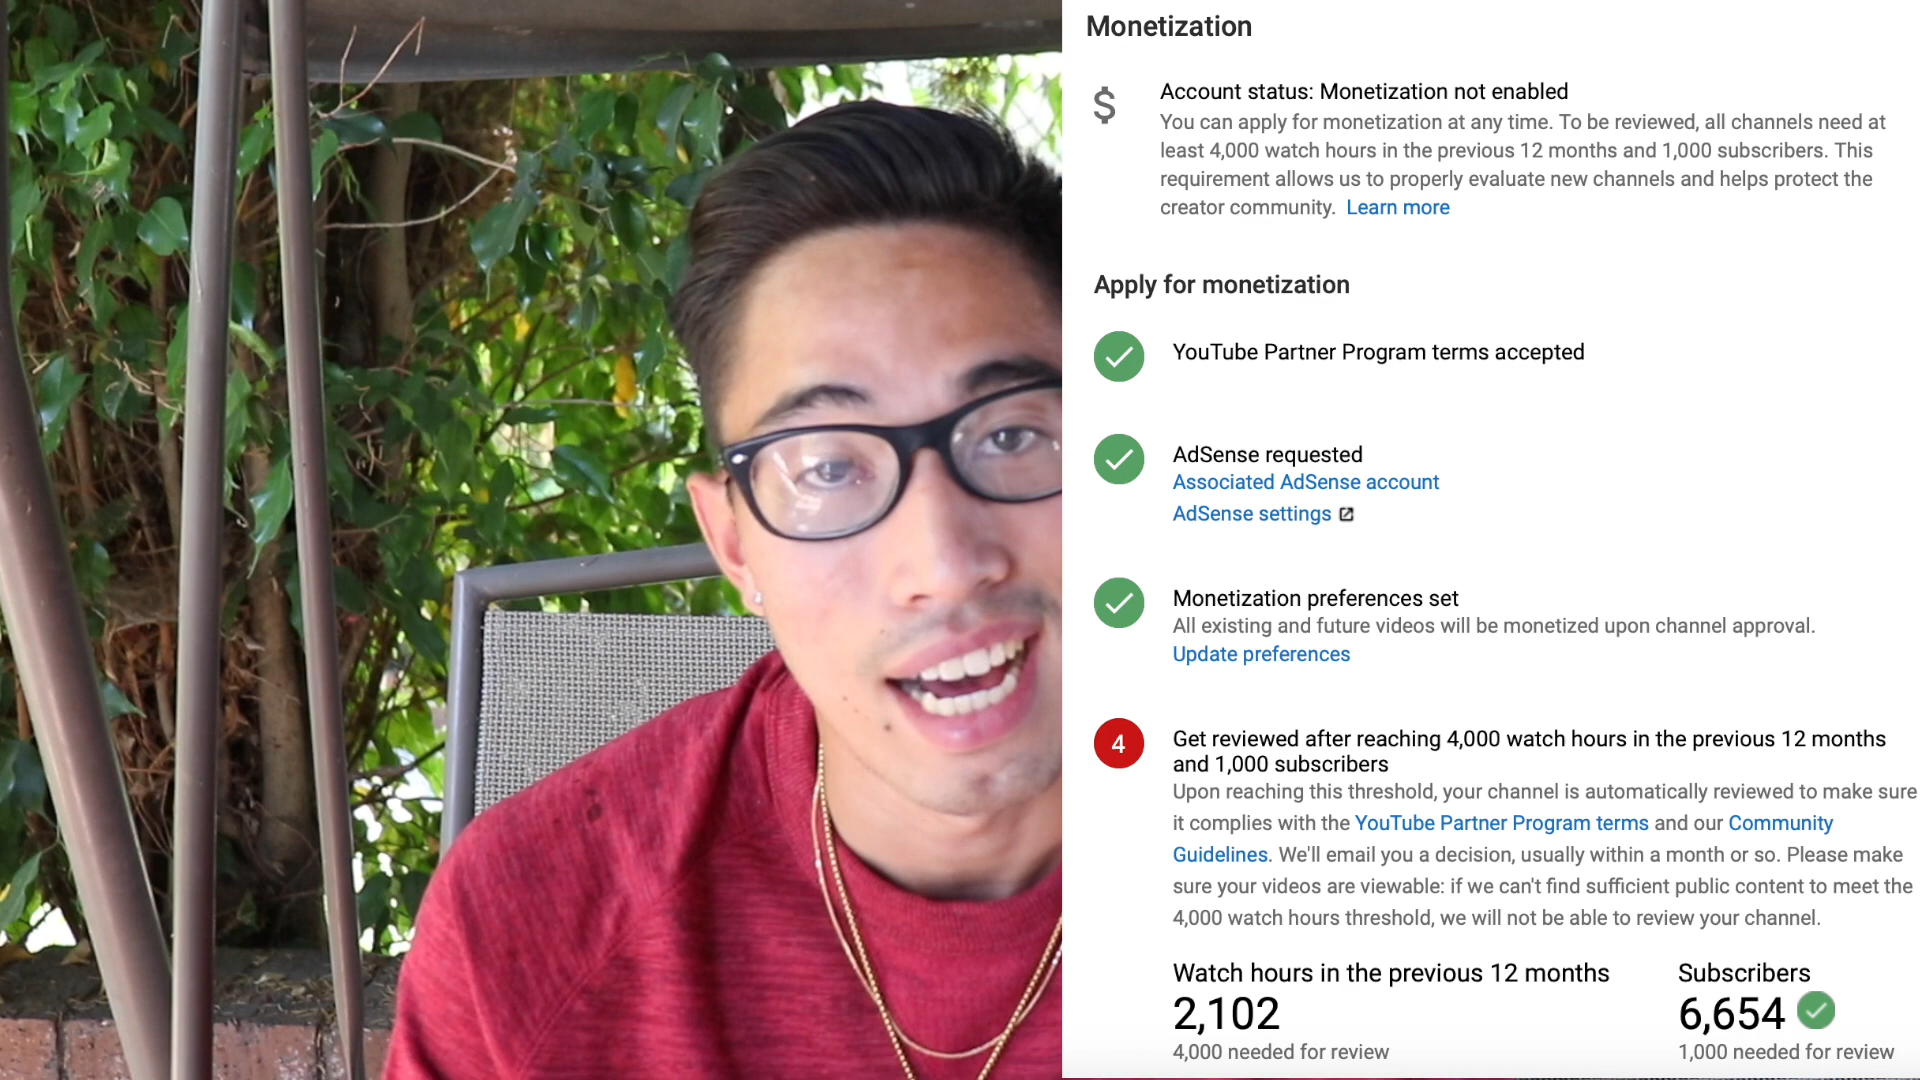 Monetization
$
Account status: Monetization not enabled
You can apply for monetization at any time. To be reviewed, all channels need at
least 4,000 watch hours in the previous 12 months and 1,000 subscribers. This
requirement allows us to properly evaluate new channels and helps protect the
creator community. Learn more
Apply for monetization
YouTube Partner Program terms accepted
AdSense requested
Associated AdSense account
AdSense settings
Monetization preferences set
All existing and future videos will be monetized upon channel approval.
Update preferences
4
Get reviewed after reaching 4,000 watch hours in the previous 12 months
and 1,000 subscribers
Upon reaching this threshold, your channel is automatically reviewed to make sure
it complies with the YouTube Partner Program terms and our Community
Guidelines. We'll email you a decision, usually within a month or so. Please make
sure your videos are viewable: if we can't find sufficient public content to meet the
4,000 watch hours threshold, we will not be able to review your channel.
Watch hours in the previous 12 months
2,102
4,000 needed for review
Subscribers
6,654
1,000 needed for review